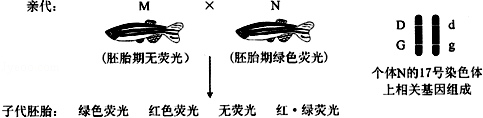 亲代： M × N
(胚胎期无荧光) (胚胎期绿色荧光)
D d
G g
个体N的17号染色体
上相关基因组成
子代胚胎： 绿色荧光 红色荧光 无荧光 红·绿荧光